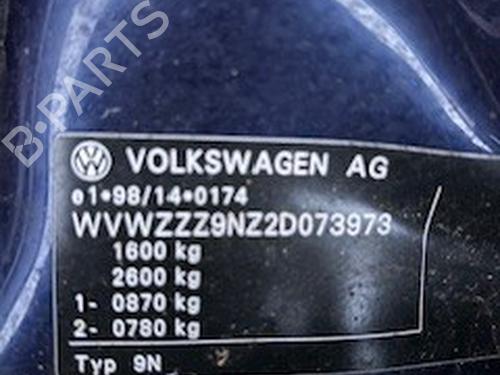 B-PARTS
VOLKSWAGEN AG
e1*98/14*0174
WVWZZZ9NZ2D073973
1600 kg
2600 kg
1- 0870 kg
2- 0780 kg
Typ 9N